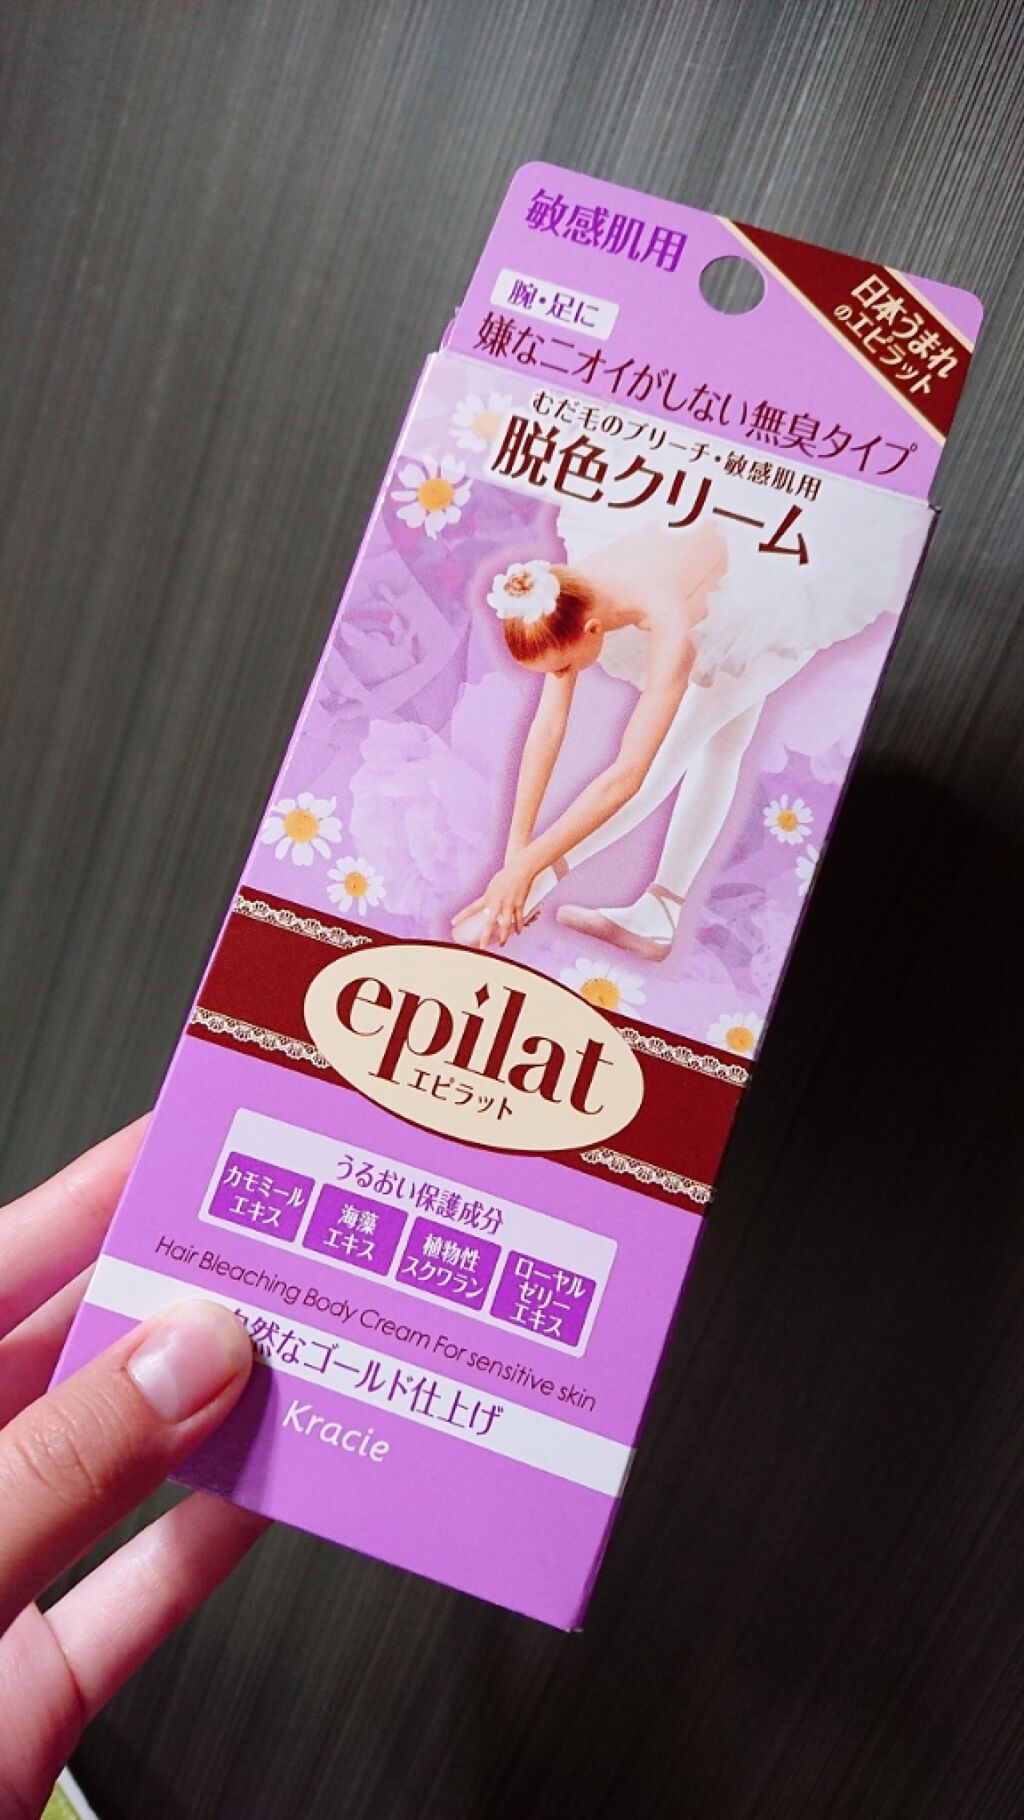 敏感肌用
日本うまれ
のエピラット
腕・足に
嫌なニオイがしない無臭タイプ
むだ毛のブリーチ・敏感肌用
脱色クリーム
epilat
エピラット
うるおい保護成分
カモミール
エキス
海藻
エキス
植物性
スクワラン
ローヤル
ゼリー
エキス
Hair Bleaching Body Cream For sensitive skin
自然なゴールド仕上げ
Kracie